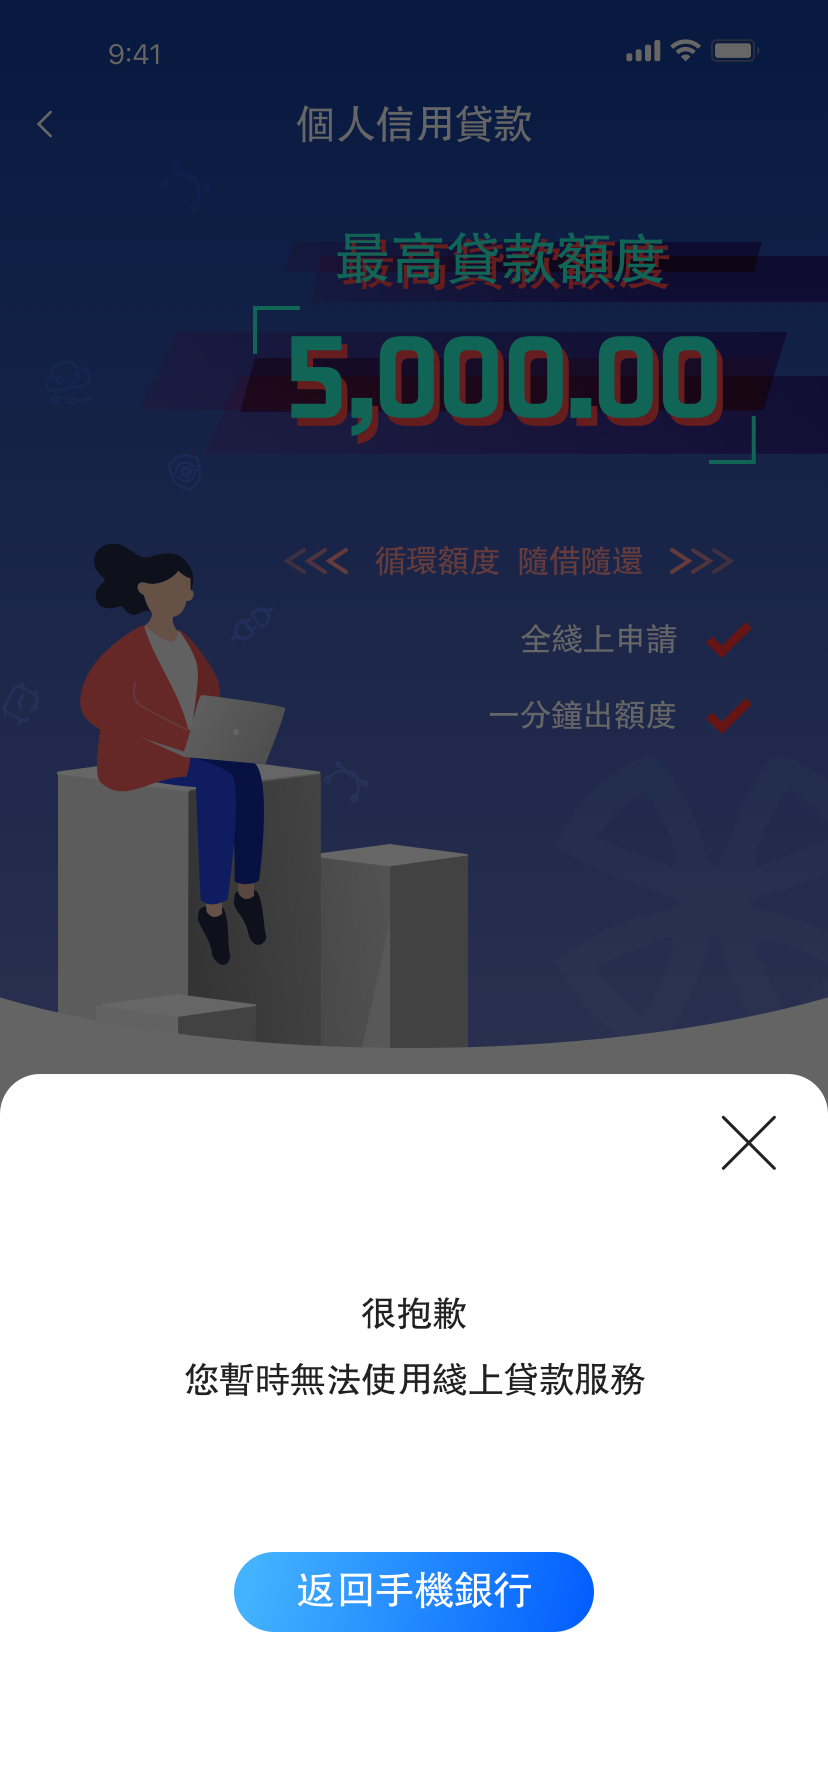 9:41
個人信用貸款
最高貸款額度
5,000.00
循環額度 隨借隨還
全綫上申請
一分鐘出額度
很抱歉
您暫時無法使用綫上貸款服務
返回手機銀行